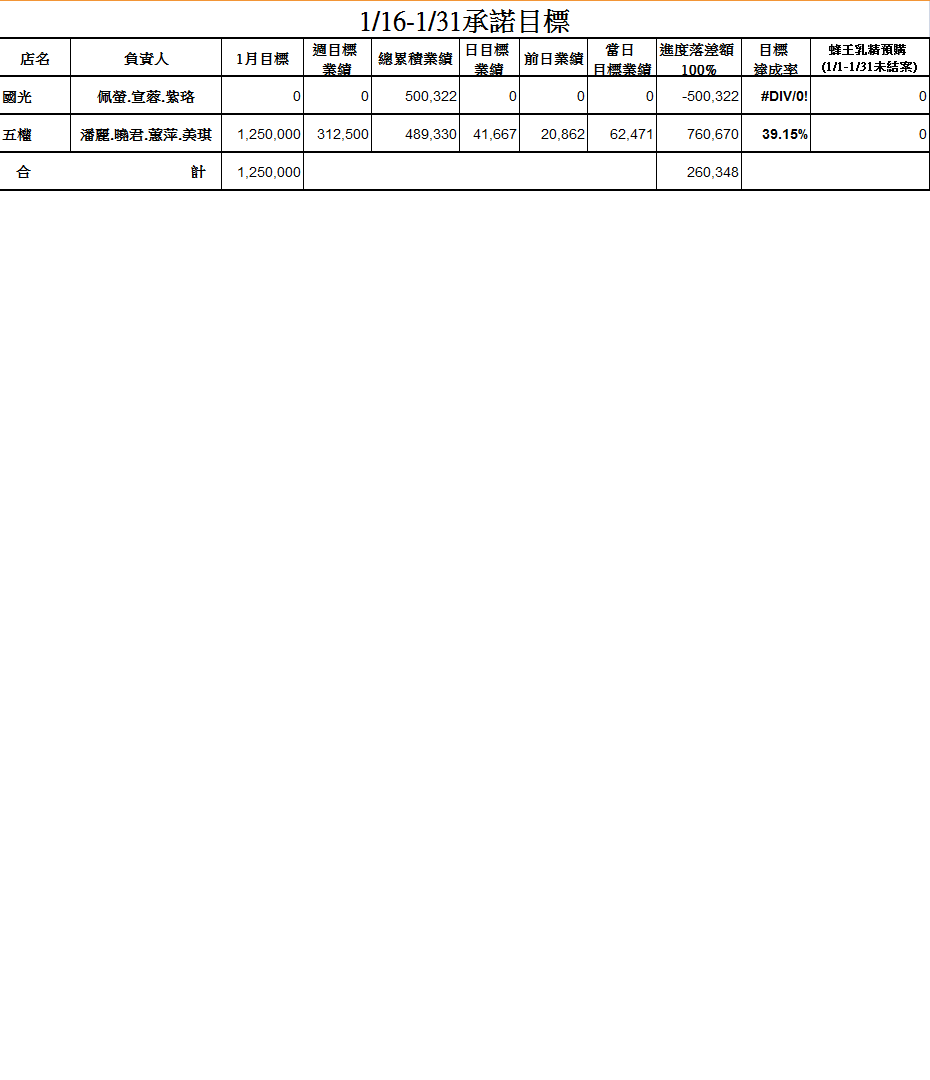 1/16-1/31承諾目標
店名 負責人 1月目標 週目標業績 總累積業績 日目標業績 前日業績 當日目標業績 進度落差額100% 目標達成率 蜂王乳精預購(1/1-1/31未結案)
國光 佩螢.宣蓉.紫珞 0 0 500,322 0 0 0 -500,322 #DIV/0! 0
五權 潘麗.曉君.蕙萍.美琪 1,250,000 312,500 489,330 41,667 20,862 62,471 760,670 39.15% 0
合 計 1,250,000 260,348